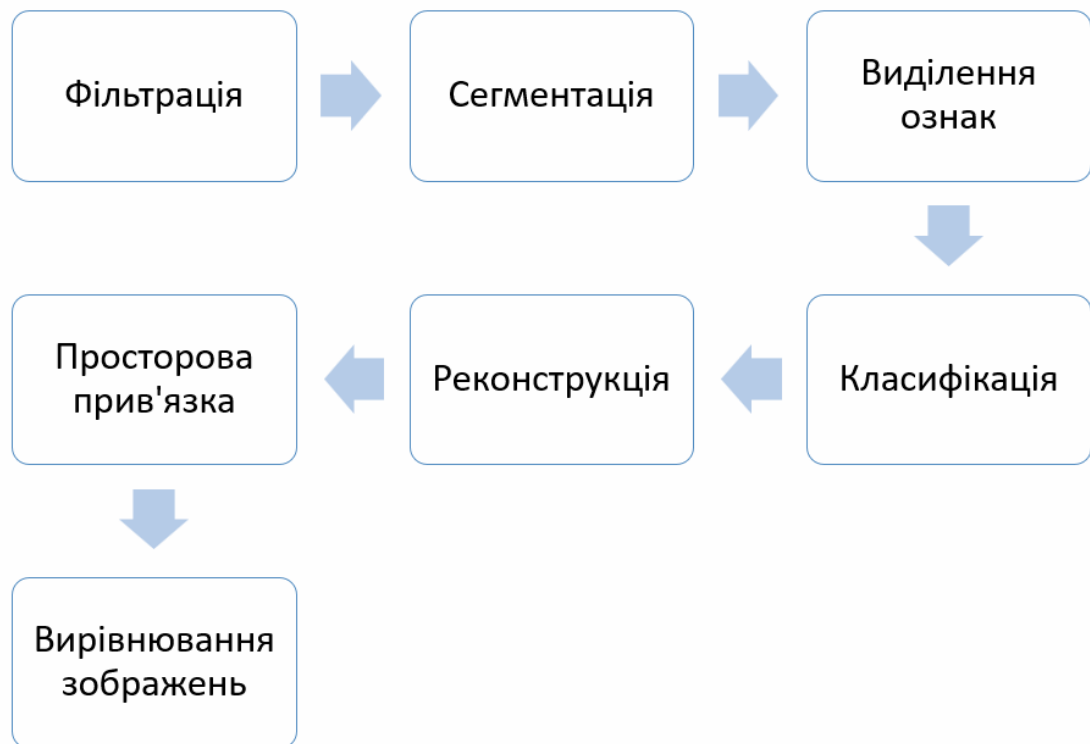 Фільтрація
Сегментація
Виділення
ознак
Класифікація
Реконструкція
Просторова
прив'язка
Вирівнювання
зображень